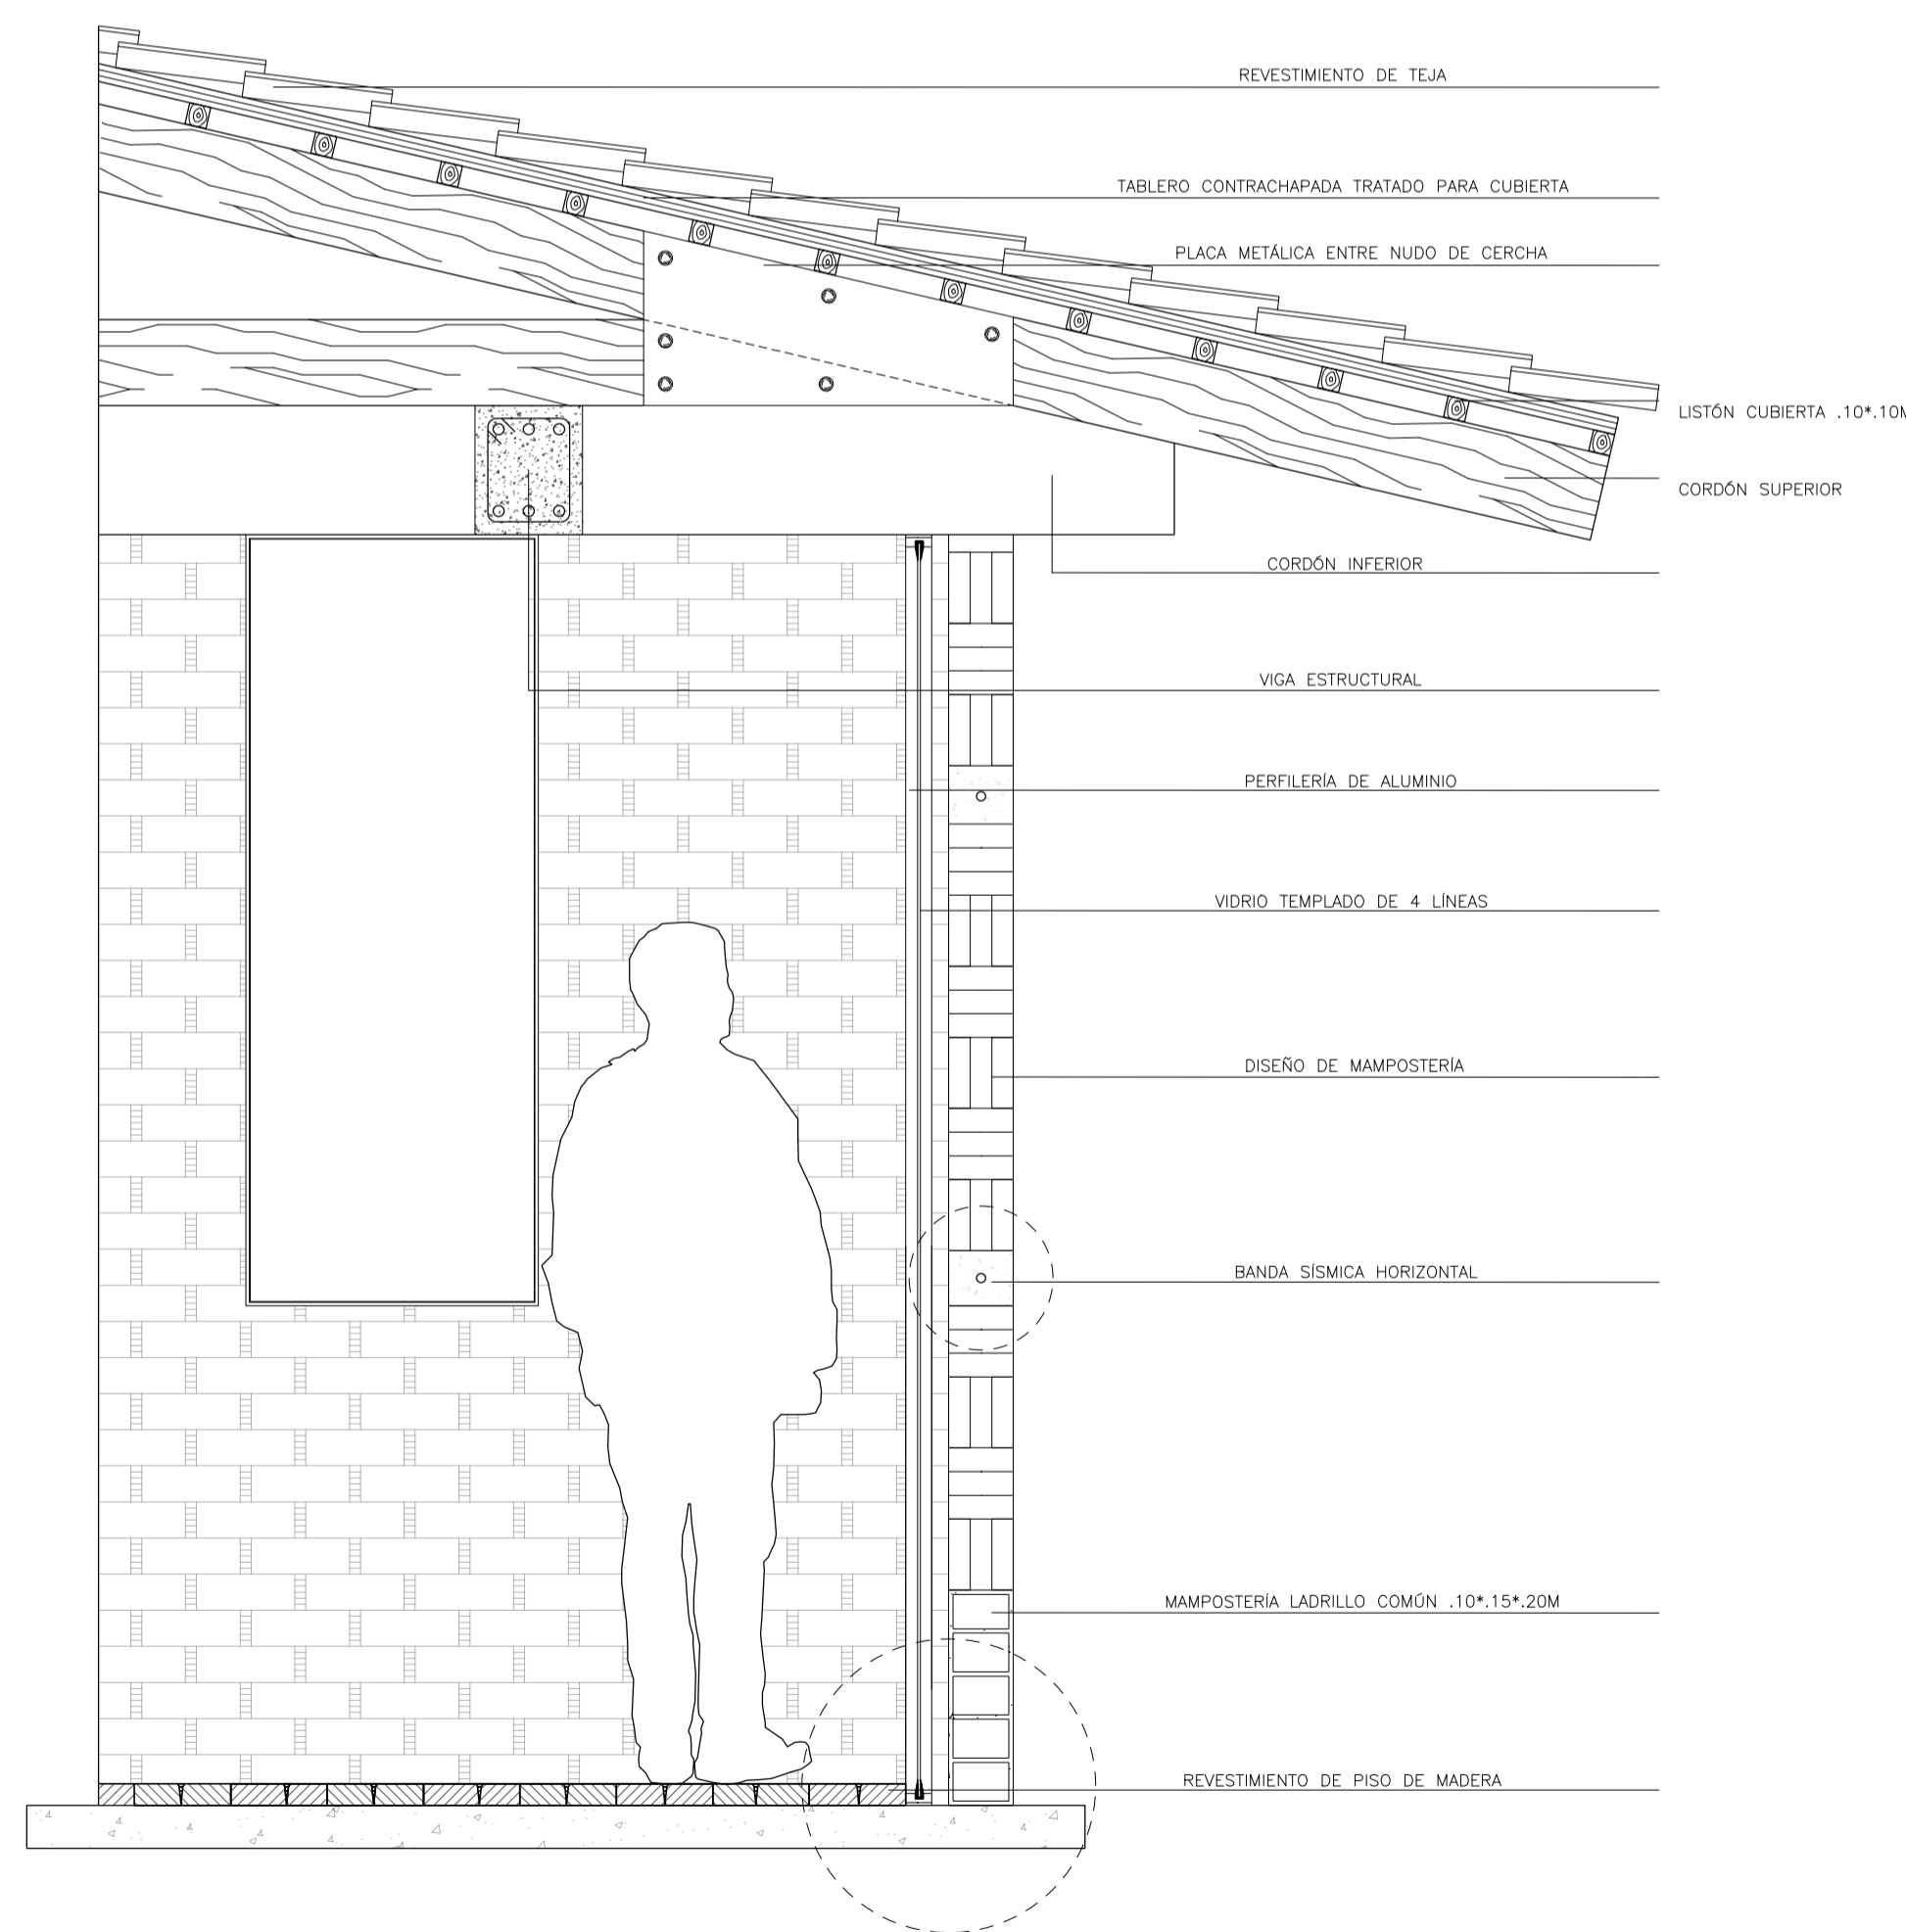 REVESTIMIENTO DE TEJA
TABLERO CONTRACHAPADA TRATADO PARA CUBIERTA
PLACA METÁLICA ENTRE NUDO DE CERCHA
LISTÓN CUBIERTA .10*.10M
CORDÓN SUPERIOR
CORDÓN INFERIOR
VIGA ESTRUCTURAL
PERFILERÍA DE ALUMINIO
VIDRIO TEMPLADO DE 4 LÍNEAS
DISEÑO DE MAMPOSTERÍA
BANDA SÍSMICA HORIZONTAL
MAMPOSTERÍA LADRILLO COMÚN .10*.15*.20M
REVESTIMIENTO DE PISO DE MADERA